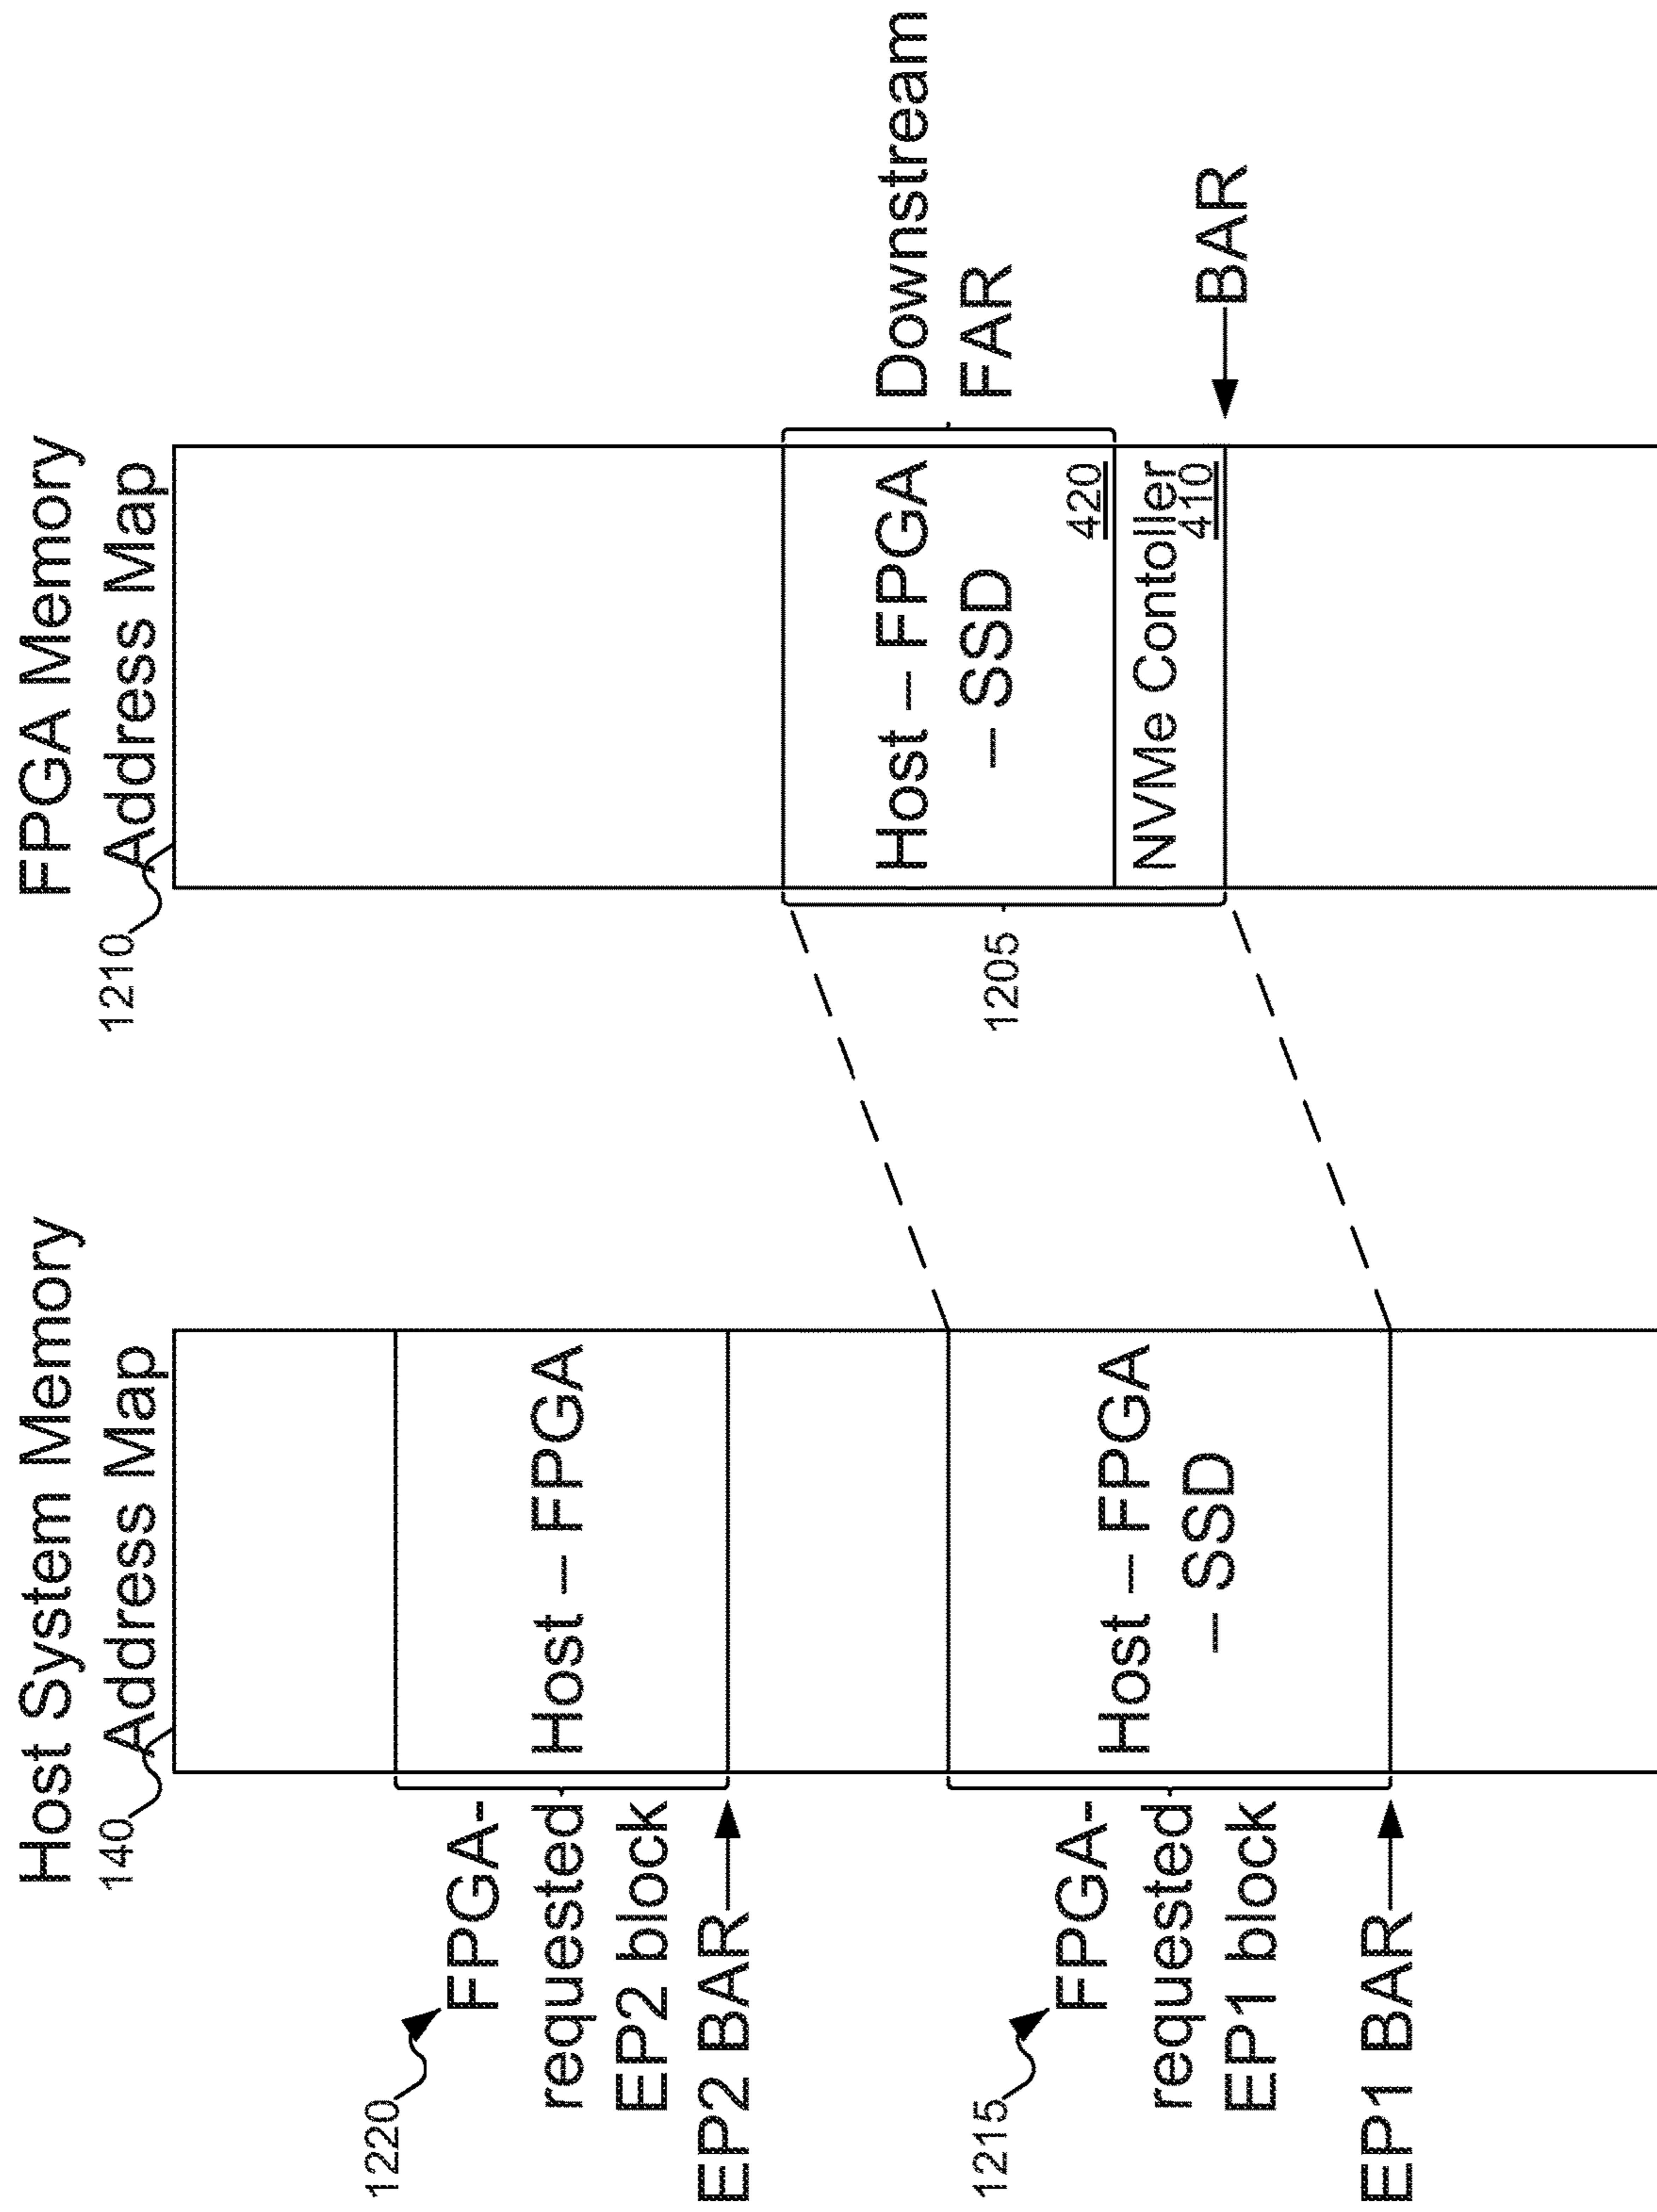 Host System Memory
Address Map
140
1220
FPGA-
requested
EP2 block
EP2 BAR
Host – FPGA
1215
FPGA-
requested
EP1 block
EP1 BAR
Host – FPGA
– SSD
FPGA Memory
Address Map
1210
1205
Host – FPGA
– SSD
420
NVMe Contoller
410
Downstream
FAR
BAR